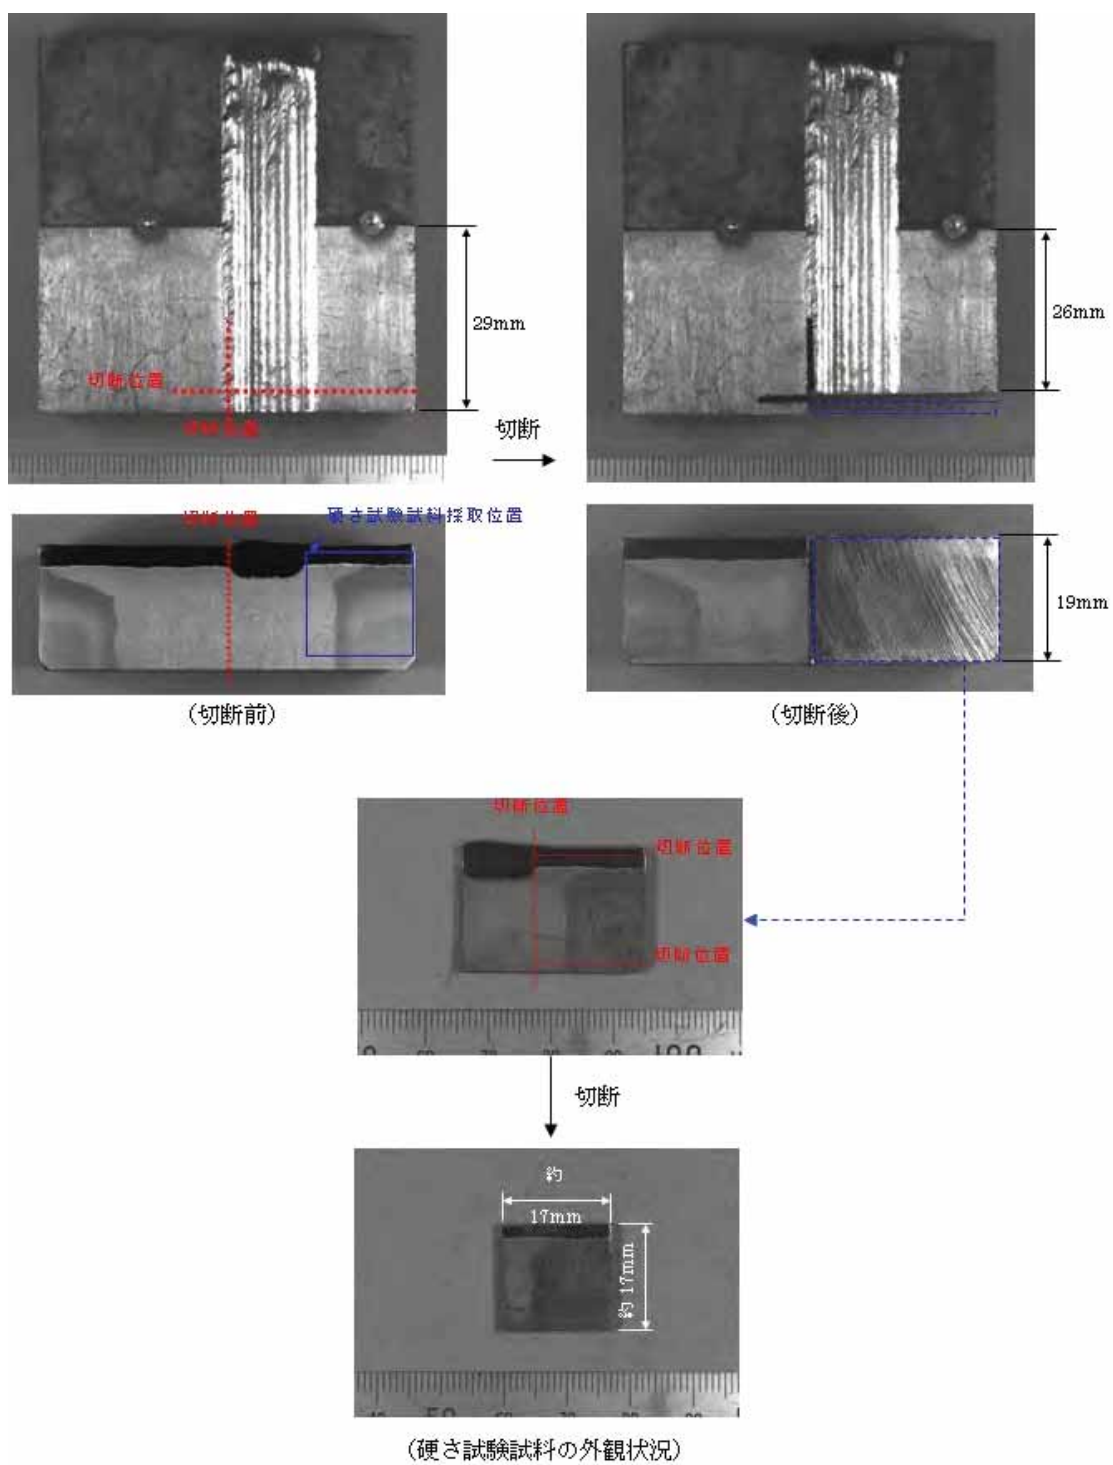 29mm
26mm
切断位置
切断位置
切断
切断位置
硬さ試験試料採取位置
19mm
(切断前)
(切断後)
切断位置
切断位置
切断位置
切断
約
17mm
約17mm
(硬さ試験試料の外観状況)